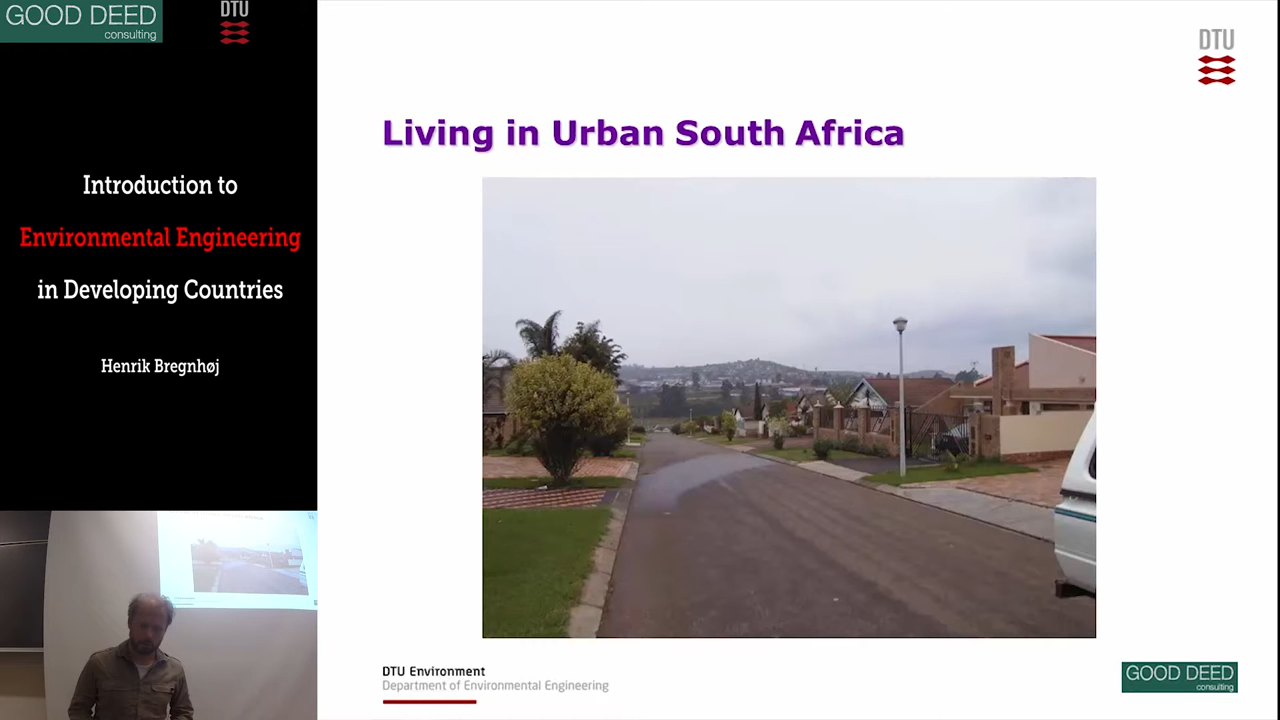 GOOD DEED
consulting
DTU
Introduction to
Environmental Engineering
in Developing Countries
Henrik Bregnhøj
DTU
Living in Urban South Africa
DTU Environment
Department of Environmental Engineering
GOOD DEED
consulting